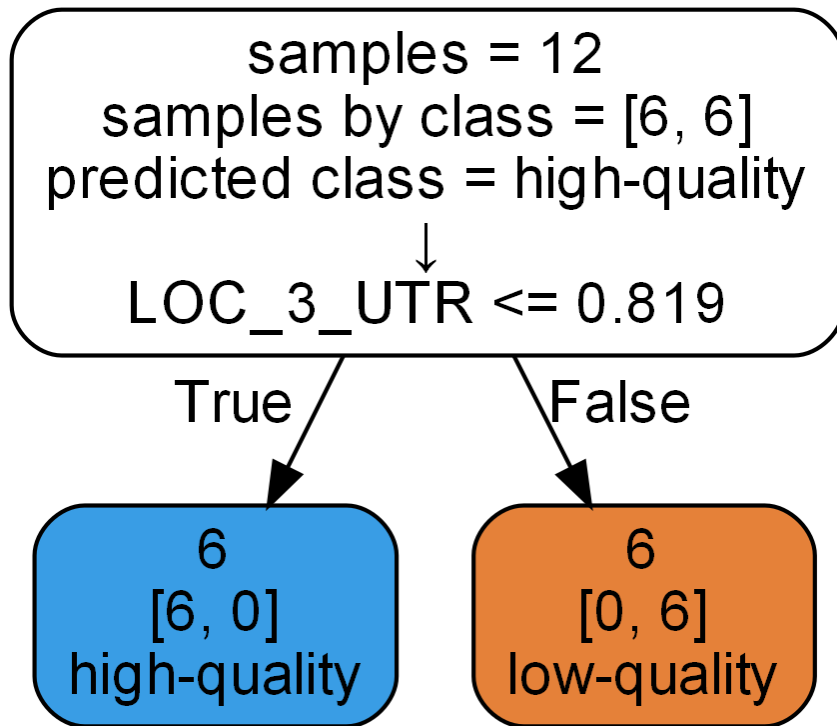 samples = 12
samples by class = [6, 6]
predicted class = high-quality
↓
LOC_3_UTR <= 0.819
True
False
6
[6, 0]
high-quality
6
[0, 6]
low-quality